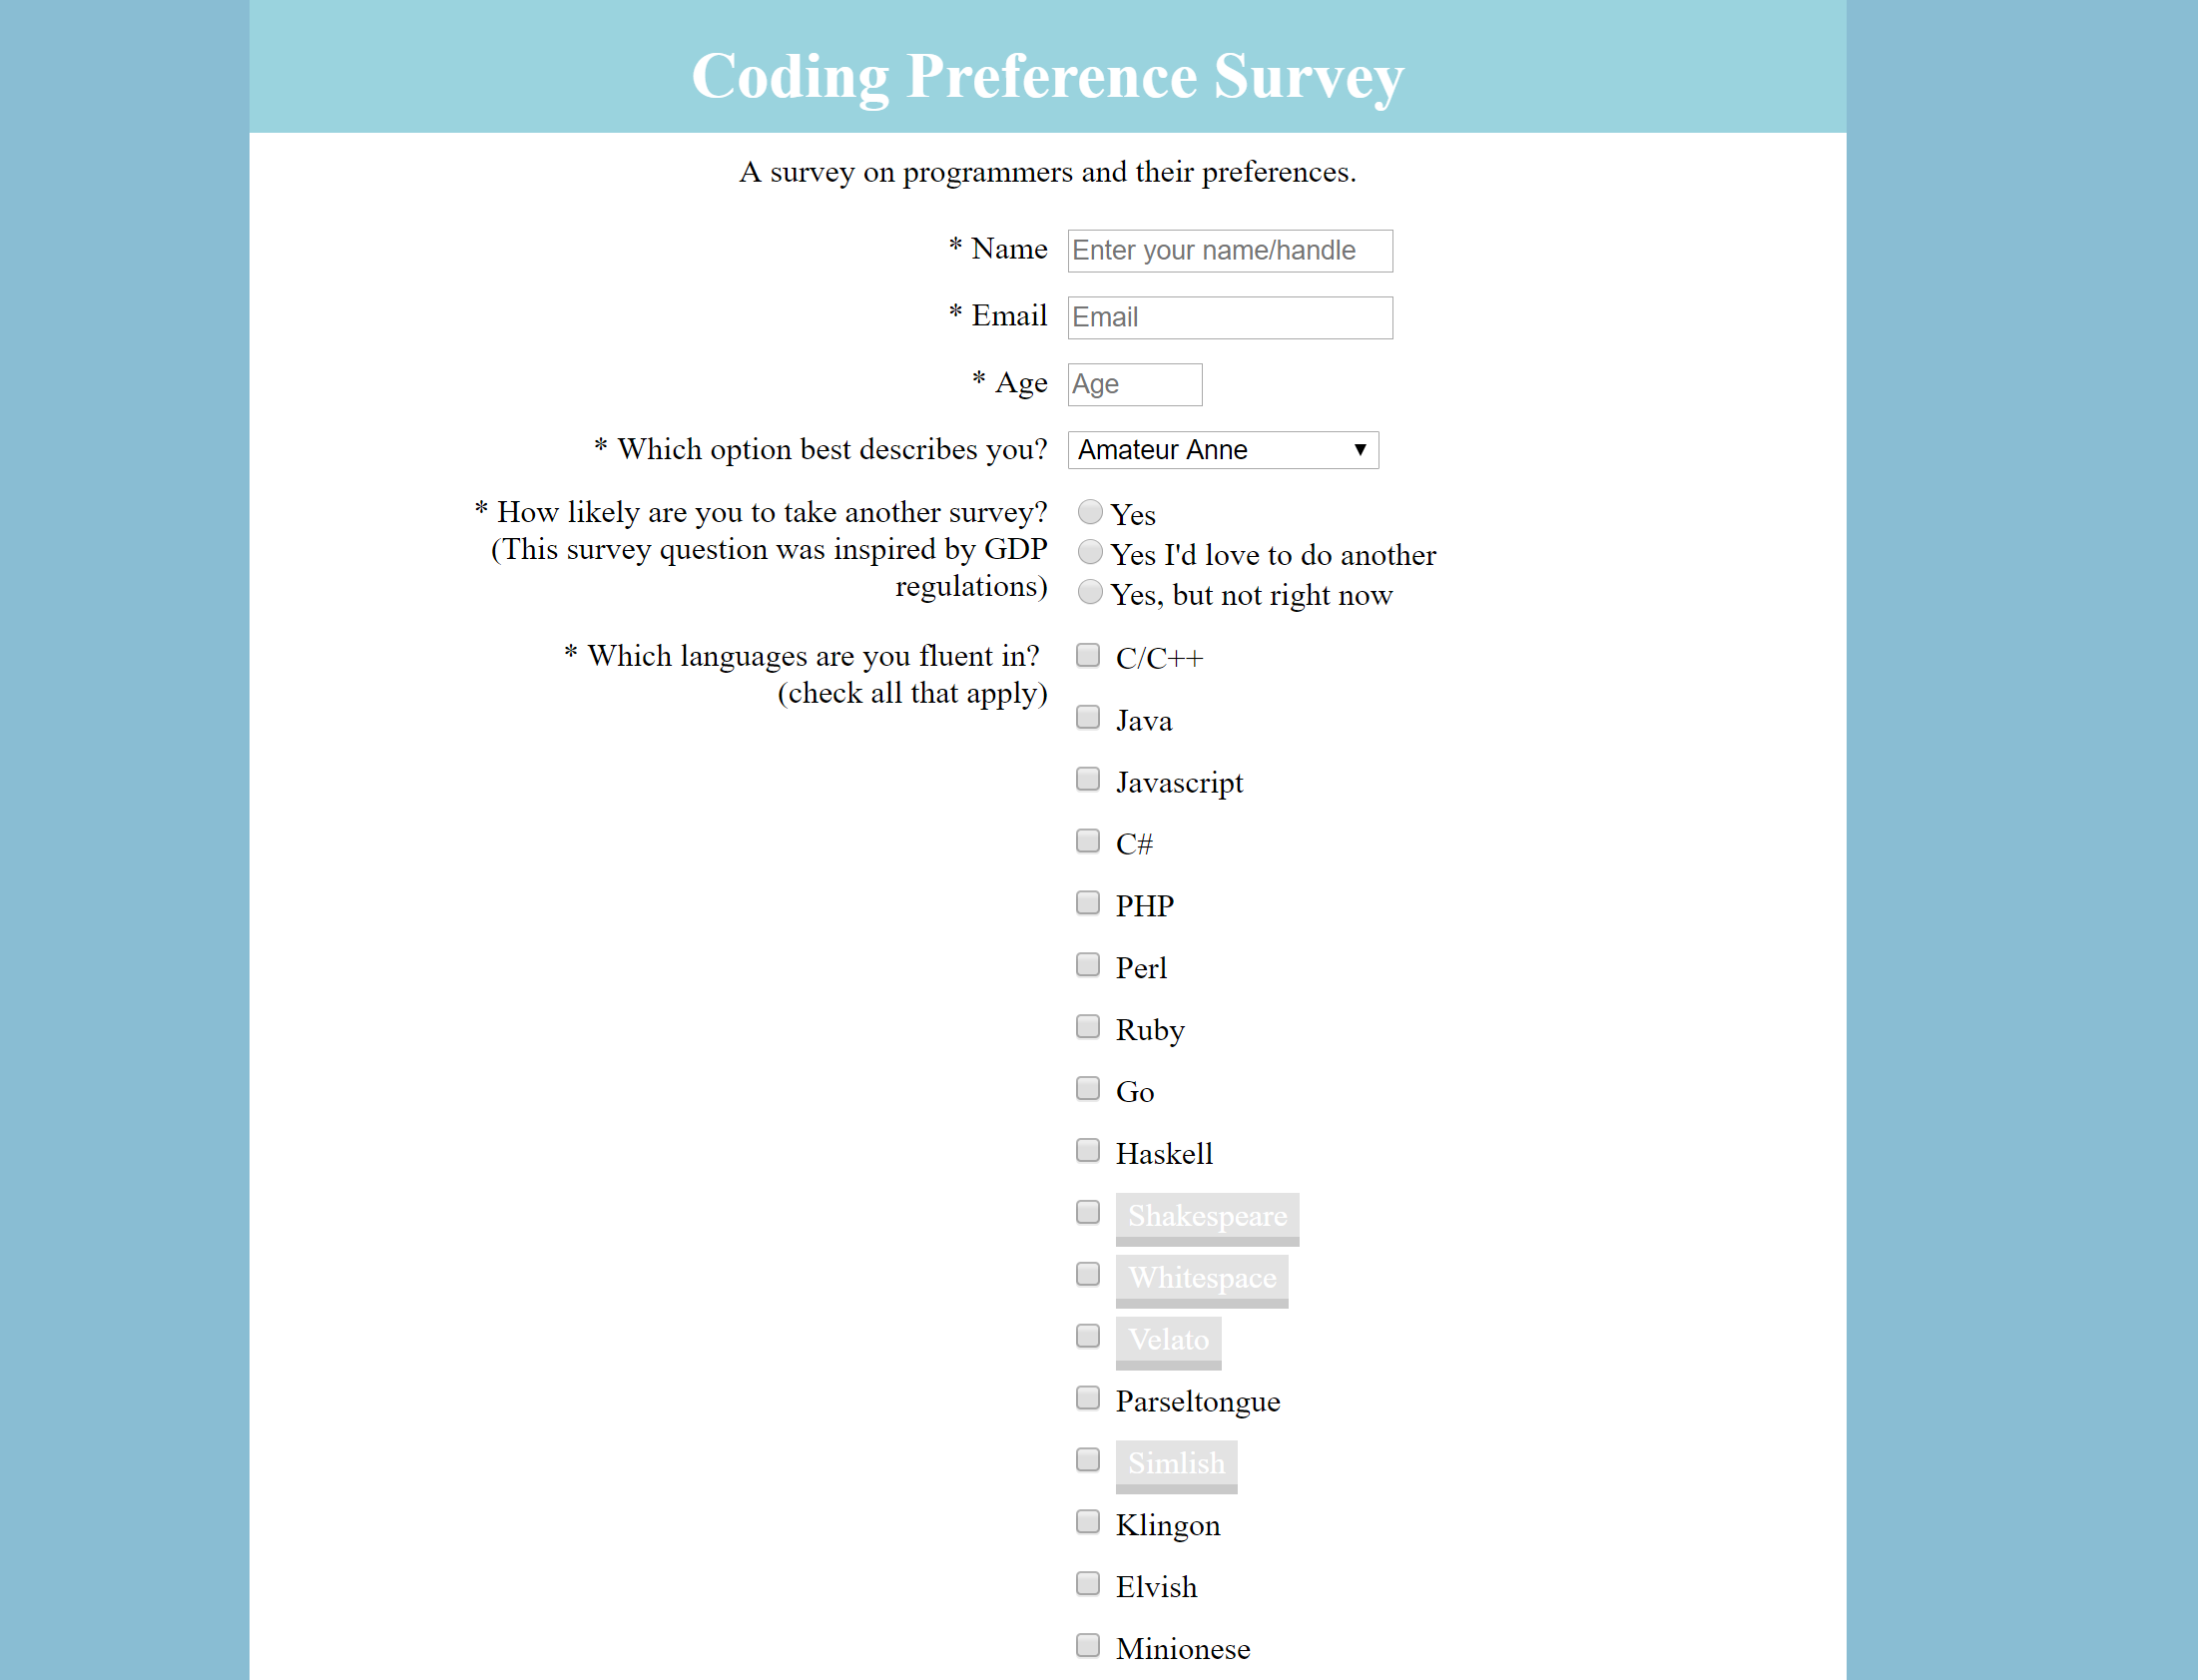 Coding Preference Survey
A survey on programmers and their preferences.
* Name Enter your name/handle
* Email Email
* Age Age
* Which option best describes you? Amateur Anne
* How likely are you to take another survey?
(This survey question was inspired by GDP
regulations)
Yes
Yes I'd love to do another
Yes, but not right now
* Which languages are you fluent in?
(check all that apply)
C/C++
Java
Javascript
C#
PHP
Perl
Ruby
Go
Haskell
Shakespeare
Whitespace
Velato
Parseltongue
Simlish
Klingon
Elvish
Minionese